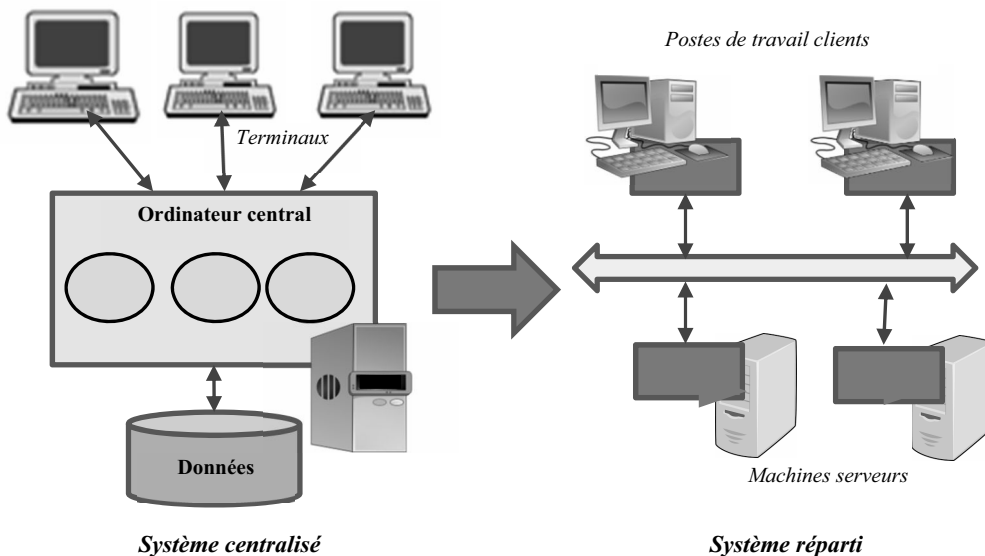 Postes de travail clients
Terminaux
Ordinateur central
Données
Machines serveurs
Système centralisé
Système réparti